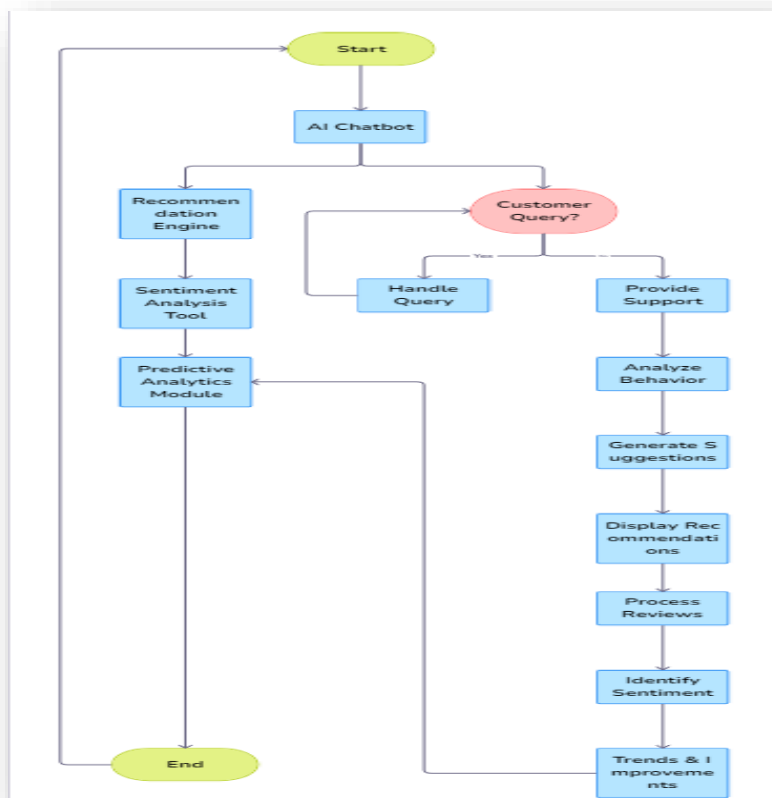 Start
AI Chatbot
Recommen
dation
Engine
Customer
Query?
Yes
Sentiment
Analysis
Tool
Handle
Query
Provide
Support
Predictive
Analytics
Module
Analyze
Behavior
Generate S
uggestions
Display Rec
ommendati
ons
Process
Reviews
Identify
Sentiment
End
Trends & I
mproveme
nts